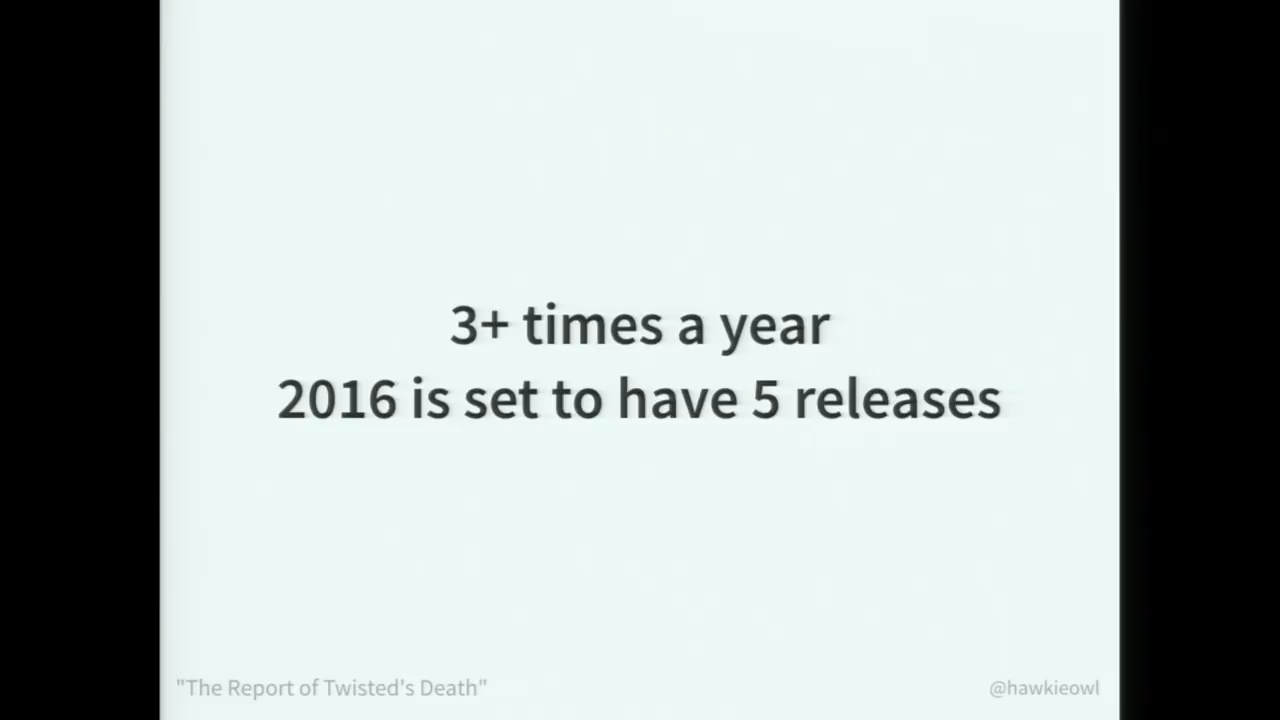 3+ times a year
2016 is set to have 5 releases
"The Report of Twisted's Death"
@hawkieowl